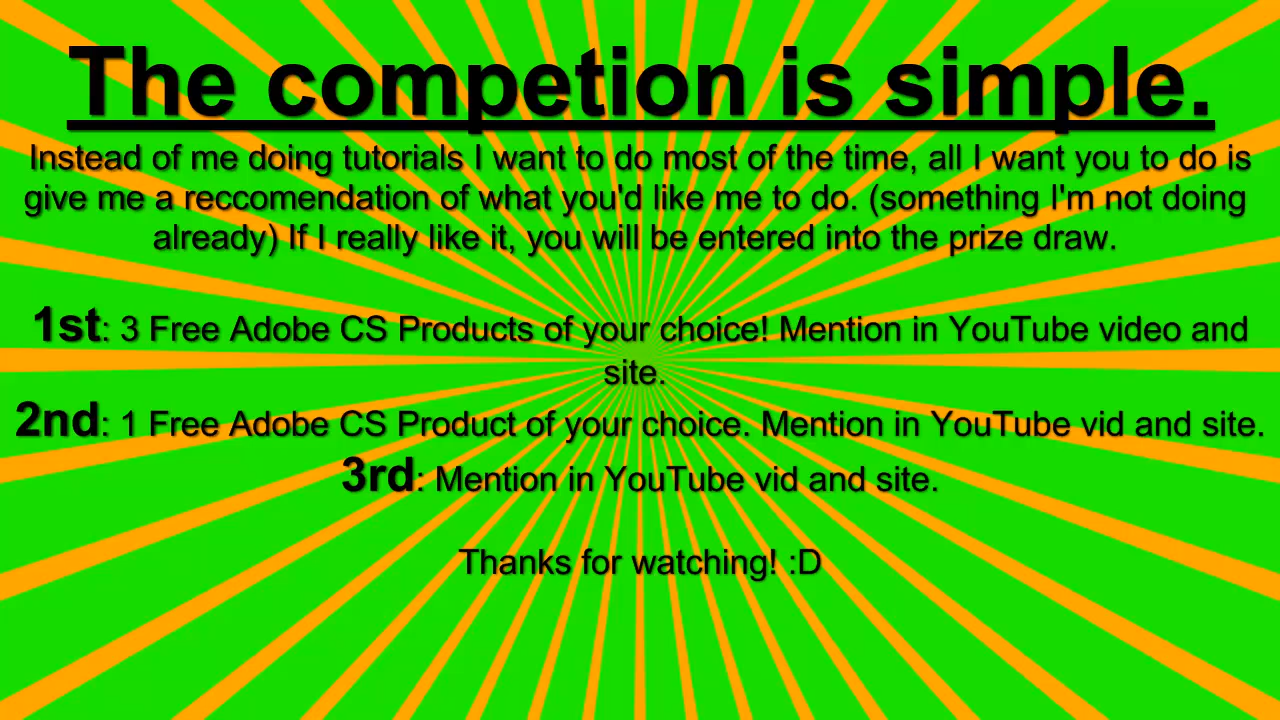 The competion is simple.
Instead of me doing tutorials I want to do most of the time, all I want you to do is
give me a reccomendation of what you'd like me to do. (something I'm not doing
already) If I really like it, you will be entered into the prize draw.
1st: 3 Free Adobe CS Products of your choice! Mention in YouTube video and
site.
2nd: 1 Free Adobe CS Product of your choice. Mention in YouTube vid and site.
3rd: Mention in YouTube vid and site.
Thanks for watching! :D